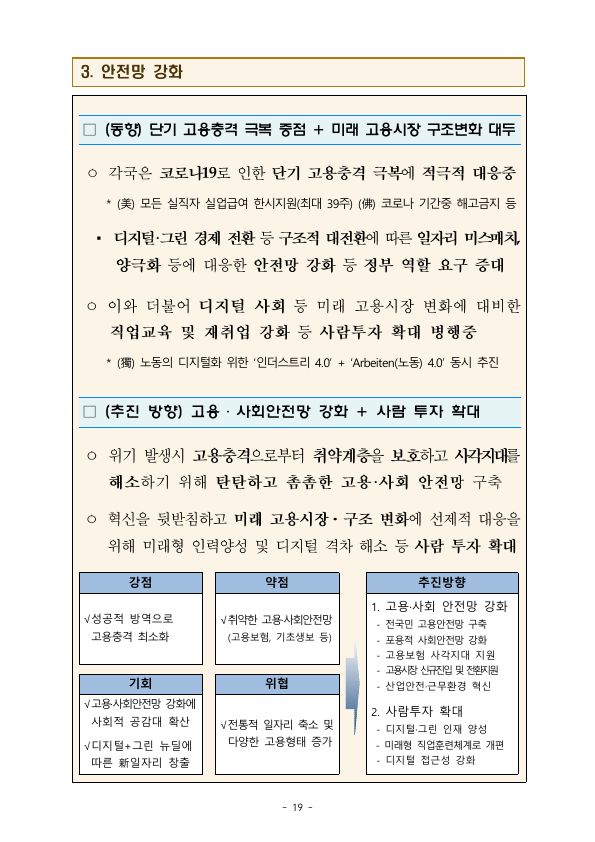 3. 안전망 강화
□ (동향) 단기 고용충격 극복 중점 + 미래 고용시장 구조변화 대두
ㅇ 각국은 코로나19로 인한 단기 고용충격 극복에 적극적 대응중
* (美) 모든 실직자 실업급여 한시지원(최대 39주) (佛) 코로나 기간중 해고금지 등
▪ 디지털·그린 경제 전환 등 구조적 대전환에 따른 일자리 미스매치,
양극화 등에 대응한 안전망 강화 등 정부 역할 요구 증대
ㅇ 이와 더불어 디지털 사회 등 미래 고용시장 변화에 대비한
직업교육 및 재취업 강화 등 사람투자 확대 병행중
* (獨) 노동의 디지털화 위한 '인더스트리 4.0' + 'Arbeiten(노동) 4.0' 동시 추진
□ (추진 방향) 고용 · 사회안전망 강화 + 사람 투자 확대
ㅇ 위기 발생시 고용충격으로부터 취약계층을 보호하고 사각지대를
해소하기 위해 탄탄하고 촘촘한 고용·사회 안전망 구축
ㅇ 혁신을 뒷받침하고 미래 고용시장·구조 변화에 선제적 대응을
위해 미래형 인력양성 및 디지털 격차 해소 등 사람 투자 확대
강점
√성공적 방역으로
고용충격 최소화
약점
√취약한 고용·사회안전망
(고용보험, 기초생보 등)
기회
√고용·사회안전망 강화에
사회적 공감대 확산
√디지털+그린 뉴딜에
따른 新일자리 창출
위협
√전통적 일자리 축소 및
다양한 고용형태 증가
추진방향
1. 고용·사회 안전망 강화
- 전국민 고용안전망 구축
- 포용적 사회안전망 강화
- 고용보험 사각지대 지원
- 고용시장 신규진입 및 전환지원
- 산업안전·근무환경 혁신
2. 사람투자 확대
- 디지털·그린 인재 양성
- 미래형 직업훈련체계로 개편
- 디지털 접근성 강화
- 19 -